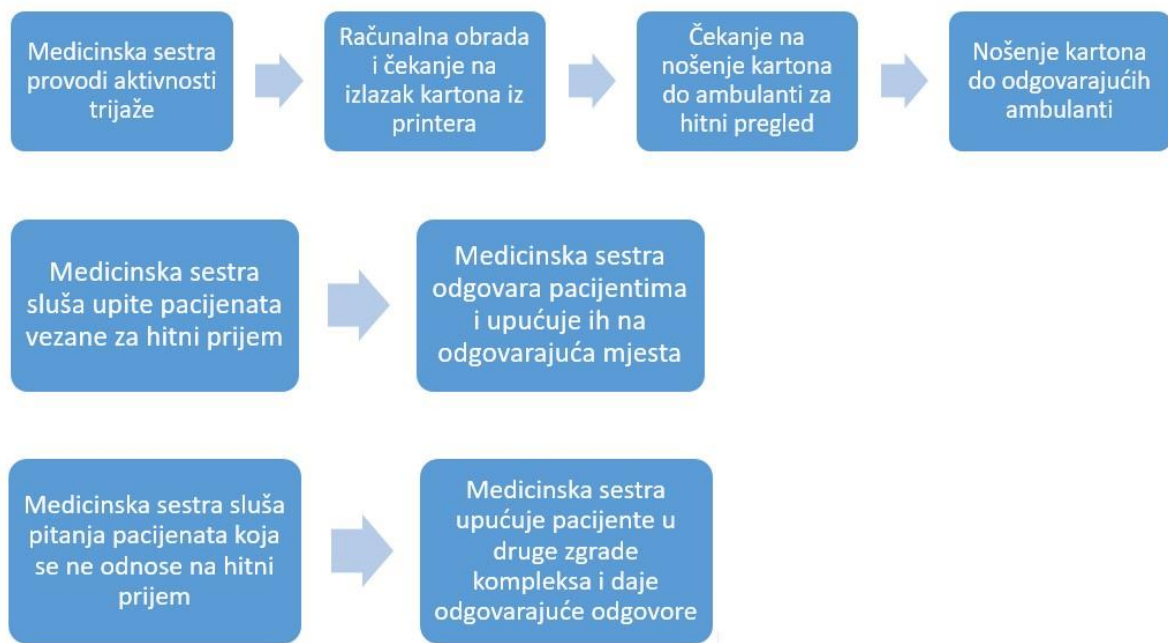 Medicinska sestra
provodi aktivnosti
trijaže
Računalna obrada
i čekanje na
izlazak kartona iz
printera
Čekanje na
nošenje kartona
do ambulanti za
hitni pregled
Nošenje kartona
do odgovarajućih
ambulanti
Medicinska sestra
sluša upite pacijenata
vezane za hitni prijem
Medicinska sestra
odgovara pacijentima
i upućuje ih na
odgovarajuća mjesta
Medicinska sestra sluša
pitanja pacijenata koja
se ne odnose na hitni
prijem
Medicinska sestra
upućuje pacijente u
druge zgrade
kompleksa i daje
odgovarajuće odgovore